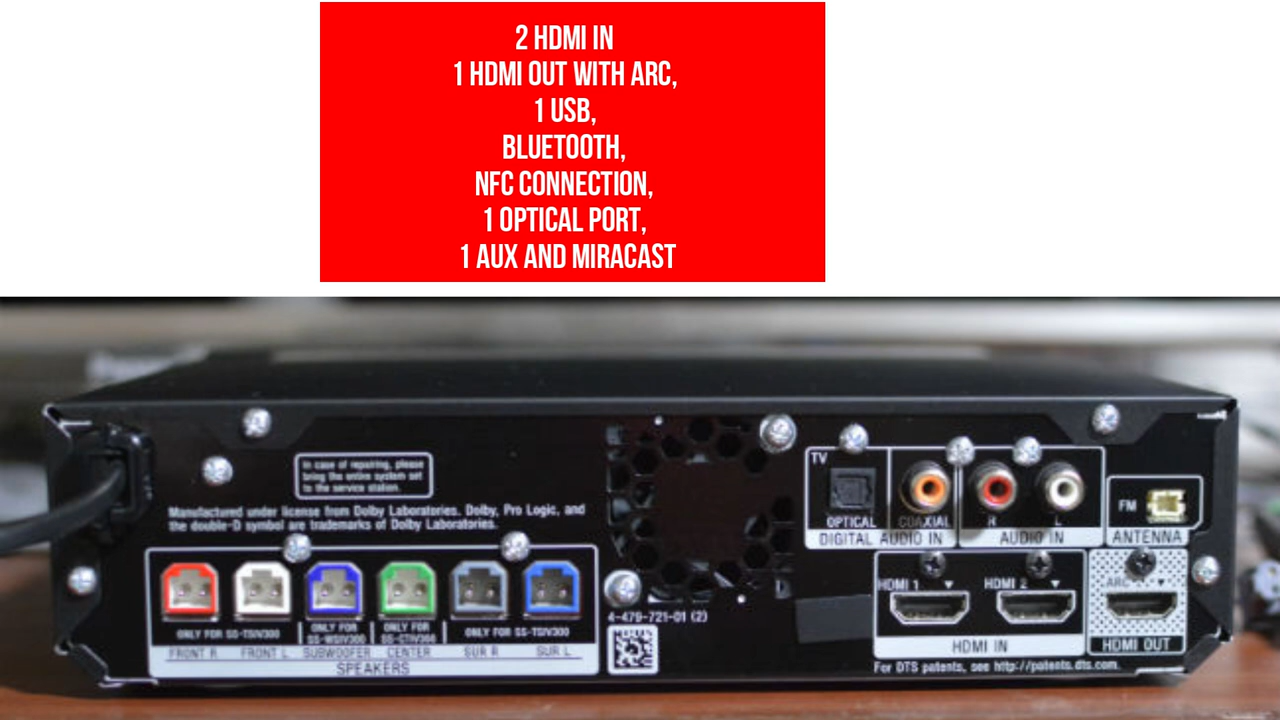 2 HDMI IN
1 HDMI OUT WITH ARC,
1 USB,
BLUETOOTH,
NFC CONNECTION,
1 OPTICAL PORT,
1 AUX AND MIRACAST
In case of repairing, please
bring the entire system set
to the service station.
Manufactured under license from Dolby Laboratories. Dolby, Pro Logic, and
the double-D symbol are trademarks of Dolby Laboratories.
TV
OPTICAL COAXIAL R L
DIGITAL AUDIO IN AUDIO IN
FM
ANTENNA
HDMI 1 HDMI 2 ARC
HDMI IN HDMI OUT
4-479-721-01 (2)
ONLY FOR SS-TSIV300
ONLY FOR
SS-WSIV300
ONLY FOR
SS-CTIV300
ONLY FOR SS-TSIV300
FRONT R FRONT L SUBWOOFER CENTER SUR R SUR L
SPEAKERS
For DTS patents, see http://patents.dts.com.